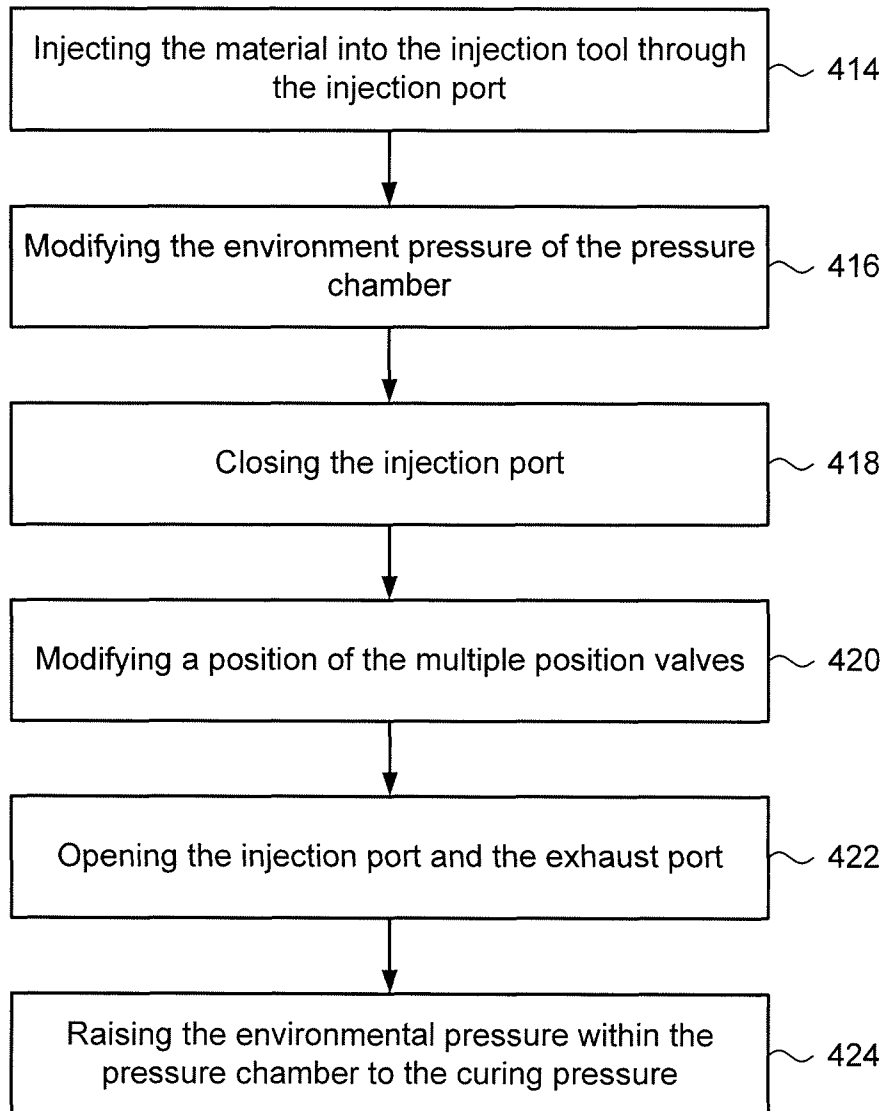 Injecting the material into the injection tool through
the injection port
414
Modifying the environment pressure of the pressure
chamber
416
Closing the injection port
418
Modifying a position of the multiple position valves
420
Opening the injection port and the exhaust port
422
Raising the environmental pressure within the
pressure chamber to the curing pressure
424